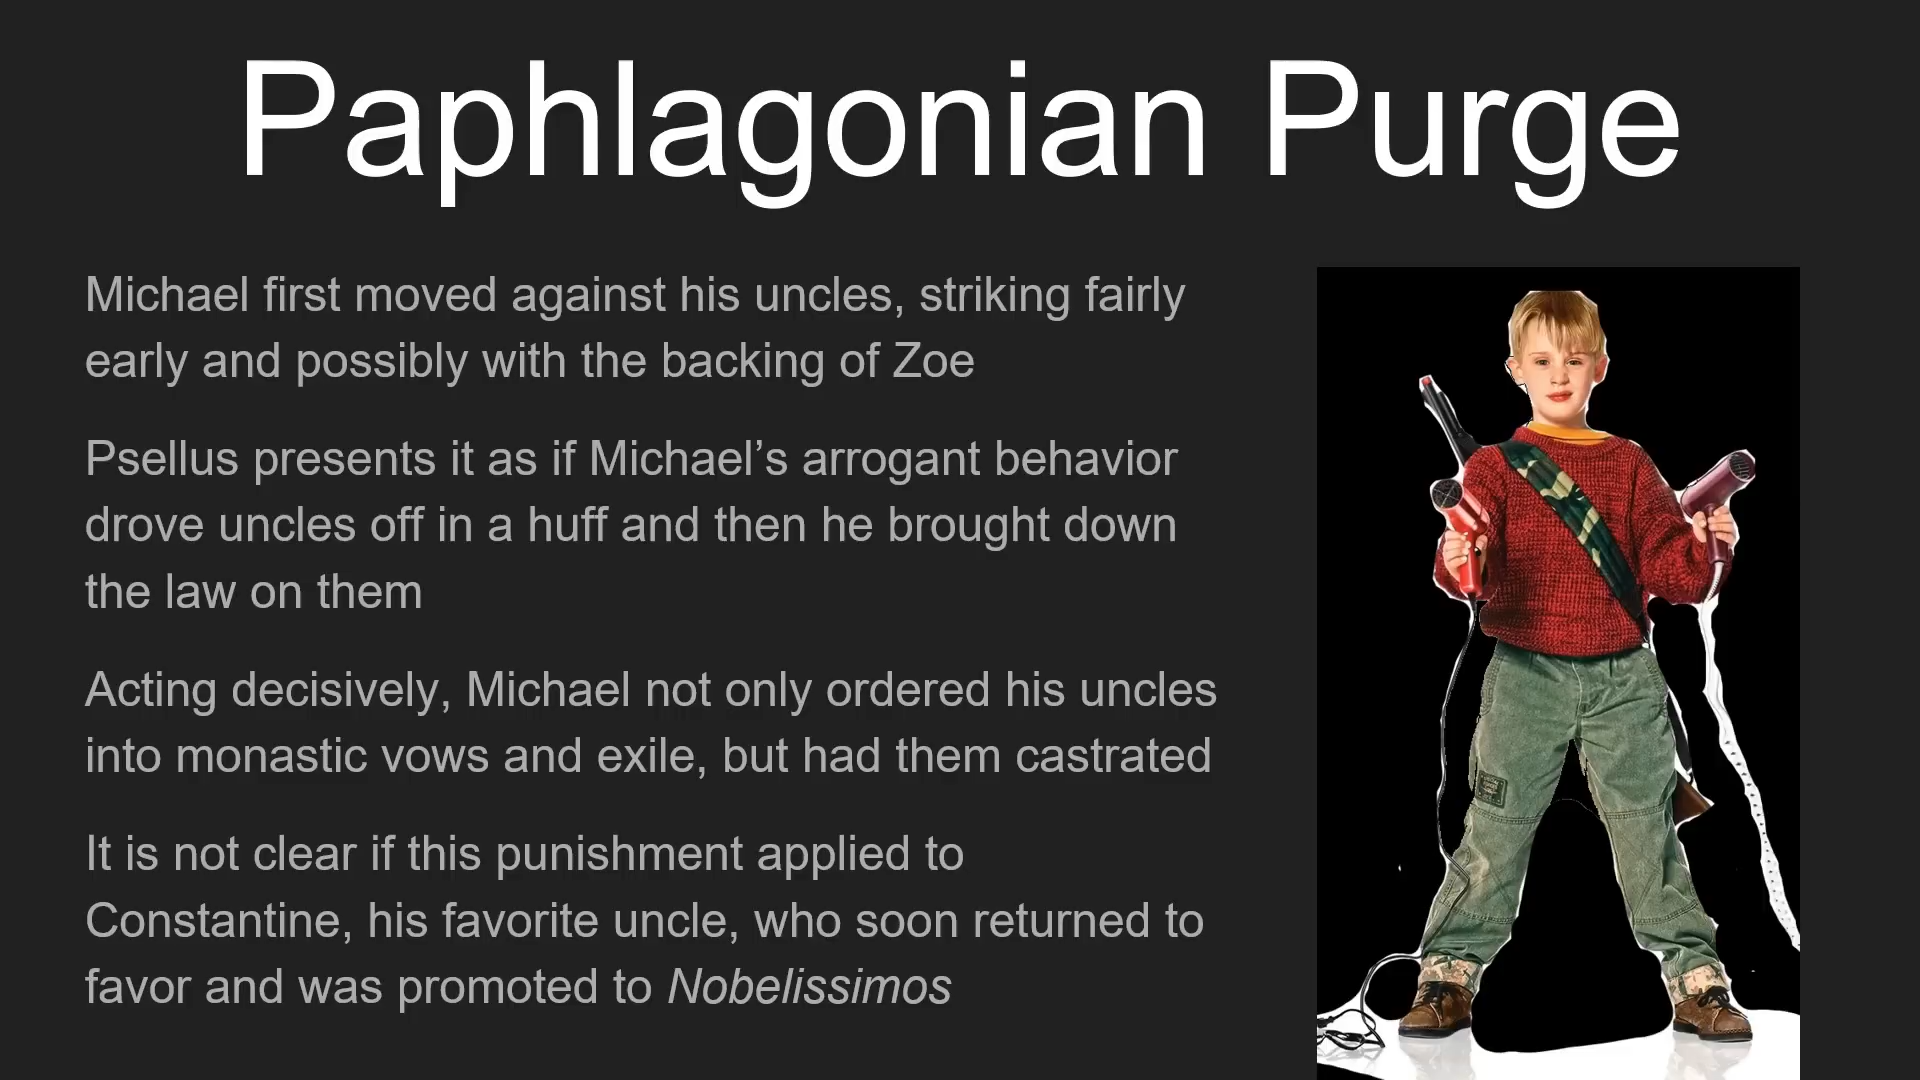 Paphlagonian Purge
Michael first moved against his uncles, striking fairly
early and possibly with the backing of Zoe
Psellus presents it as if Michael’s arrogant behavior
drove uncles off in a huff and then he brought down
the law on them
Acting decisively, Michael not only ordered his uncles
into monastic vows and exile, but had them castrated
It is not clear if this punishment applied to
Constantine, his favorite uncle, who soon returned to
favor and was promoted to Nobelissimos